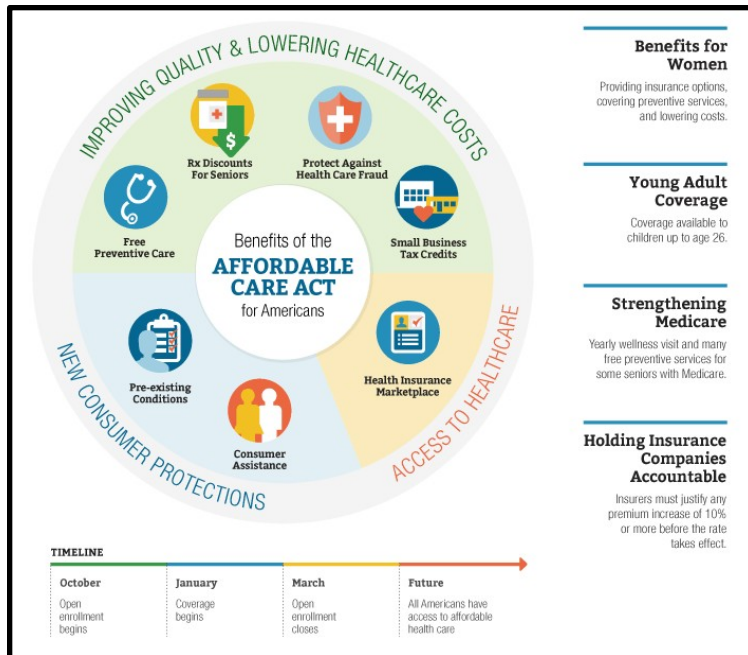 IMPROVING QUALITY & LOWERING HEALTHCARE COSTS
Rx Discounts
For Seniors
Protect Against
Health Care Fraud
Free
Preventive Care
Small Business
Tax Credits
Benefits of the
AFFORDABLE
CARE ACT
for Americans
Pre-existing
Conditions
Consumer
Assistance
Health Insurance
Marketplace
NEW CONSUMER PROTECTIONS
ACCESS TO HEALTHCARE
Benefits for
Women
Providing insurance options,
covering preventive services,
and lowering costs.
Young Adult
Coverage
Coverage available to
children up to age 26.
Strengthening
Medicare
Yearly wellness visit and many
free preventive services for
some seniors with Medicare.
Holding Insurance
Companies
Accountable
Insurers must justify any
premium increase of 10%
or more before the rate
takes effect.
TIMELINE
October
Open
enrollment
begins
January
Coverage
begins
March
Open
enrollment
closes
Future
All Americans have
access to affordable
health care